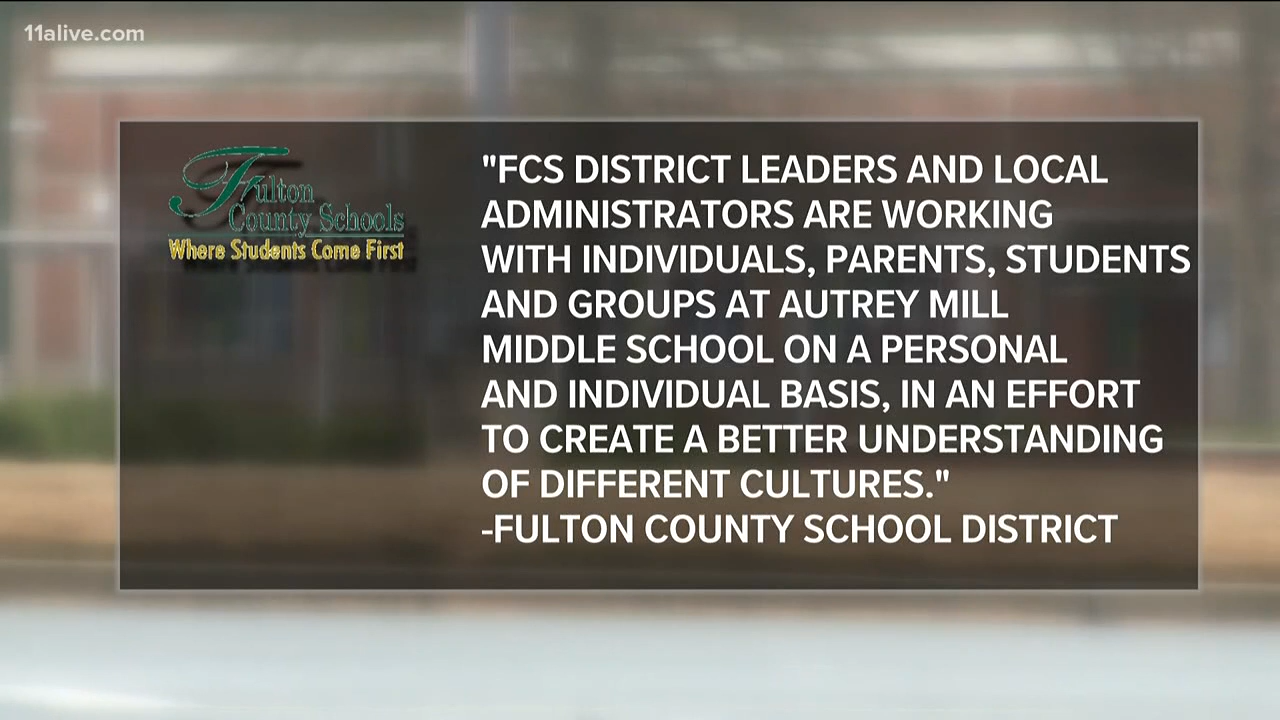 11alive.com
Fulton
County Schools
Where Students Come First
"FCS DISTRICT LEADERS AND LOCAL
ADMINISTRATORS ARE WORKING
WITH INDIVIDUALS, PARENTS, STUDENTS
AND GROUPS AT AUTREY MILL
MIDDLE SCHOOL ON A PERSONAL
AND INDIVIDUAL BASIS, IN AN EFFORT
TO CREATE A BETTER UNDERSTANDING
OF DIFFERENT CULTURES."
-FULTON COUNTY SCHOOL DISTRICT